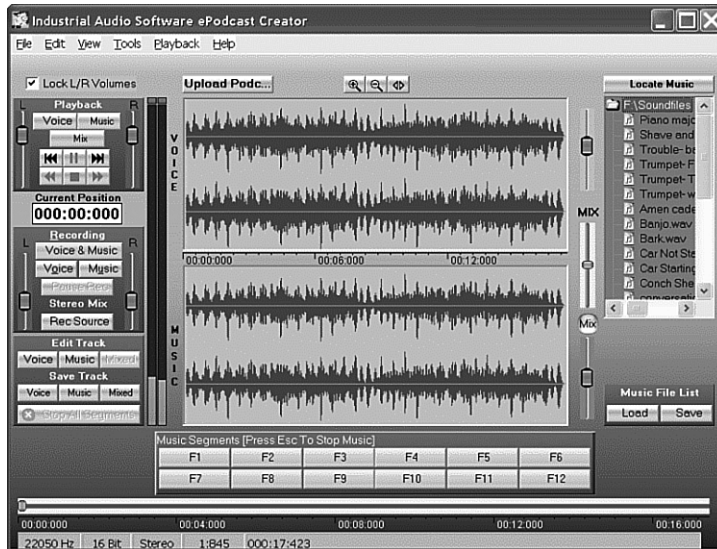 Industrial Audio Software ePodcast Creator
File Edit View Tools Playback Help
Lock L/R Volumes
Upload Podc...
Locate Music
L Playback R
Voice Music
Mix
Current Position
000:00:000
L Recording R
Voice & Music
Voice Music
Pause Rec
Stereo Mix
Rec Source
Edit Track
Voice Music Mixed
Save Track
Voice Music Mixed
Stop All Segments
VOICE
00:00:000 00:06:000 00:12:000
MUSIC
MIX
Mix
F:\Soundfiles
Piano majo
Shave and
Trouble- ba
Trumpet- F
Trumpet- T
Trumpet- w
Amen cade
Banjo.wav
Bark.wav
Car Not Sta
Car Starting
Conch She
conversatio
Music File List
Load Save
Music Segments [Press Esc To Stop Music]
F1 F2 F3 F4 F5 F6
F7 F8 F9 F10 F11 F12
00:00:000 00:04:000 00:08:000 00:12:000 00:16:000
22050 Hz 16 Bit Stereo 1:845 000:17:423